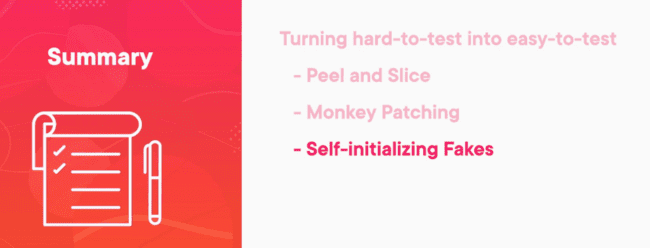 Summary
Turning hard-to-test into easy-to-test
- Peel and Slice
- Monkey Patching
- Self-initializing Fakes